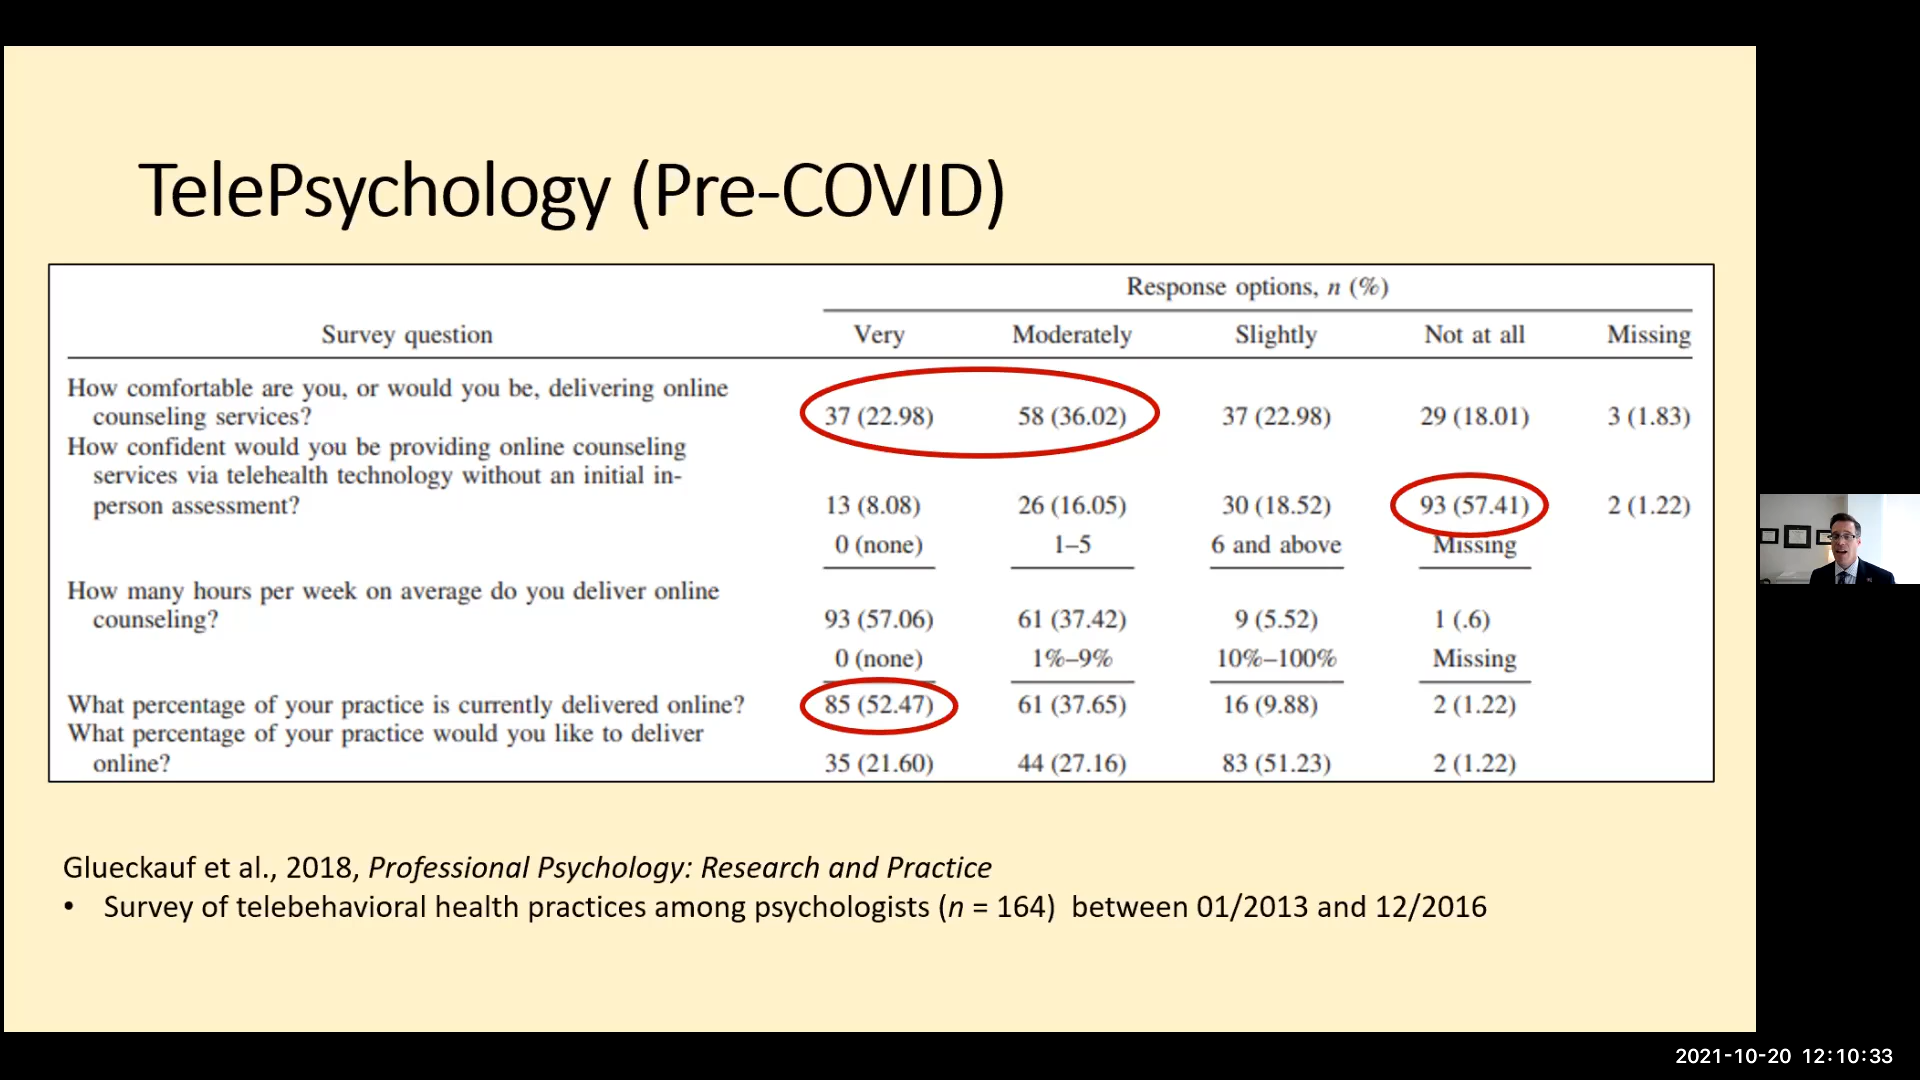 TelePsychology (Pre-COVID)
Response options, n (%)
Survey question Very Moderately Slightly Not at all Missing
How comfortable are you, or would you be, delivering online
counseling services? 37 (22.98) 58 (36.02) 37 (22.98) 29 (18.01) 3 (1.83)
How confident would you be providing online counseling
services via telehealth technology without an initial in-
person assessment? 13 (8.08) 26 (16.05) 30 (18.52) 93 (57.41) 2 (1.22)
0 (none) 1–5 6 and above Missing
How many hours per week on average do you deliver online
counseling? 93 (57.06) 61 (37.42) 9 (5.52) 1 (.6)
0 (none) 1%–9% 10%–100% Missing
What percentage of your practice is currently delivered online? 85 (52.47) 61 (37.65) 16 (9.88) 2 (1.22)
What percentage of your practice would you like to deliver
online? 35 (21.60) 44 (27.16) 83 (51.23) 2 (1.22)
Glueckauf et al., 2018, Professional Psychology: Research and Practice
• Survey of telebehavioral health practices among psychologists (n = 164) between 01/2013 and 12/2016
2021-10-20 12:10:33